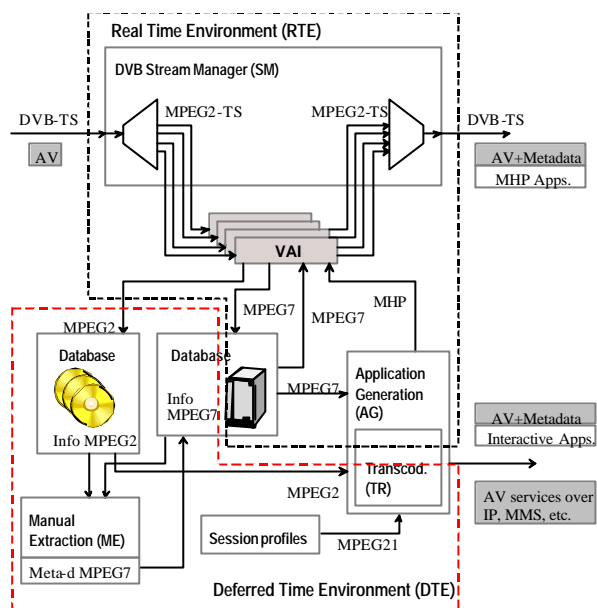 Real Time Environment (RTE)
DVB Stream Manager (SM)
DVB-TS
MPEG2-TS
MPEG2-TS
DVB-TS
AV
AV+Metadata
MHP Apps.
VAI
MPEG7
MPEG7
MHP
MPEG2
Database
Info MPEG2
Database
Info
MPEG7
MPEG7
Application
Generation
(AG)
Transcod.
(TR)
AV+Metadata
Interactive Apps.
AV services over
IP, MMS, etc.
MPEG2
Manual
Extraction (ME)
Meta-d MPEG7
Session profiles
MPEG21
Deferred Time Environment (DTE)